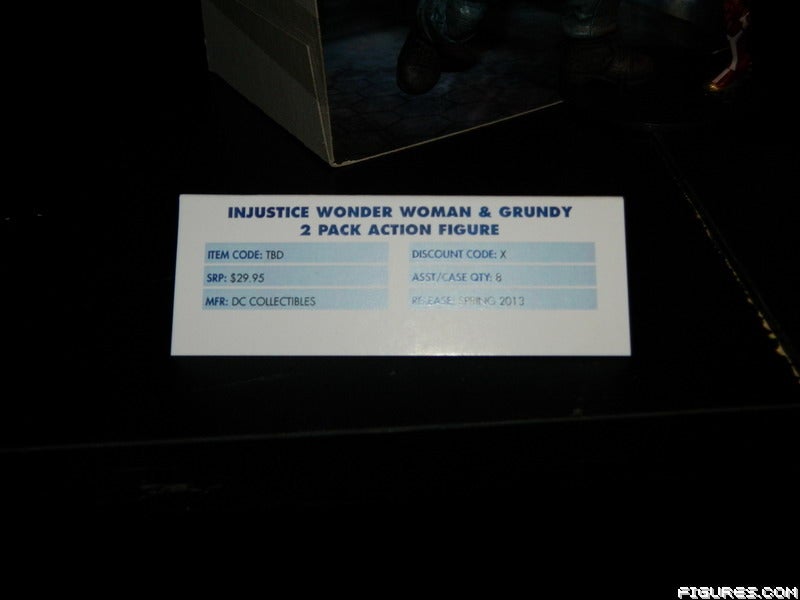 INJUSTICE WONDER WOMAN & GRUNDY
2 PACK ACTION FIGURE
ITEM CODE: TBD
DISCOUNT CODE: X
SRP: $29.95
ASST/CASE QTY: 8
MFR: DC COLLECTIBLES
RELEASE: SPRING 2013
FIGURES.COM